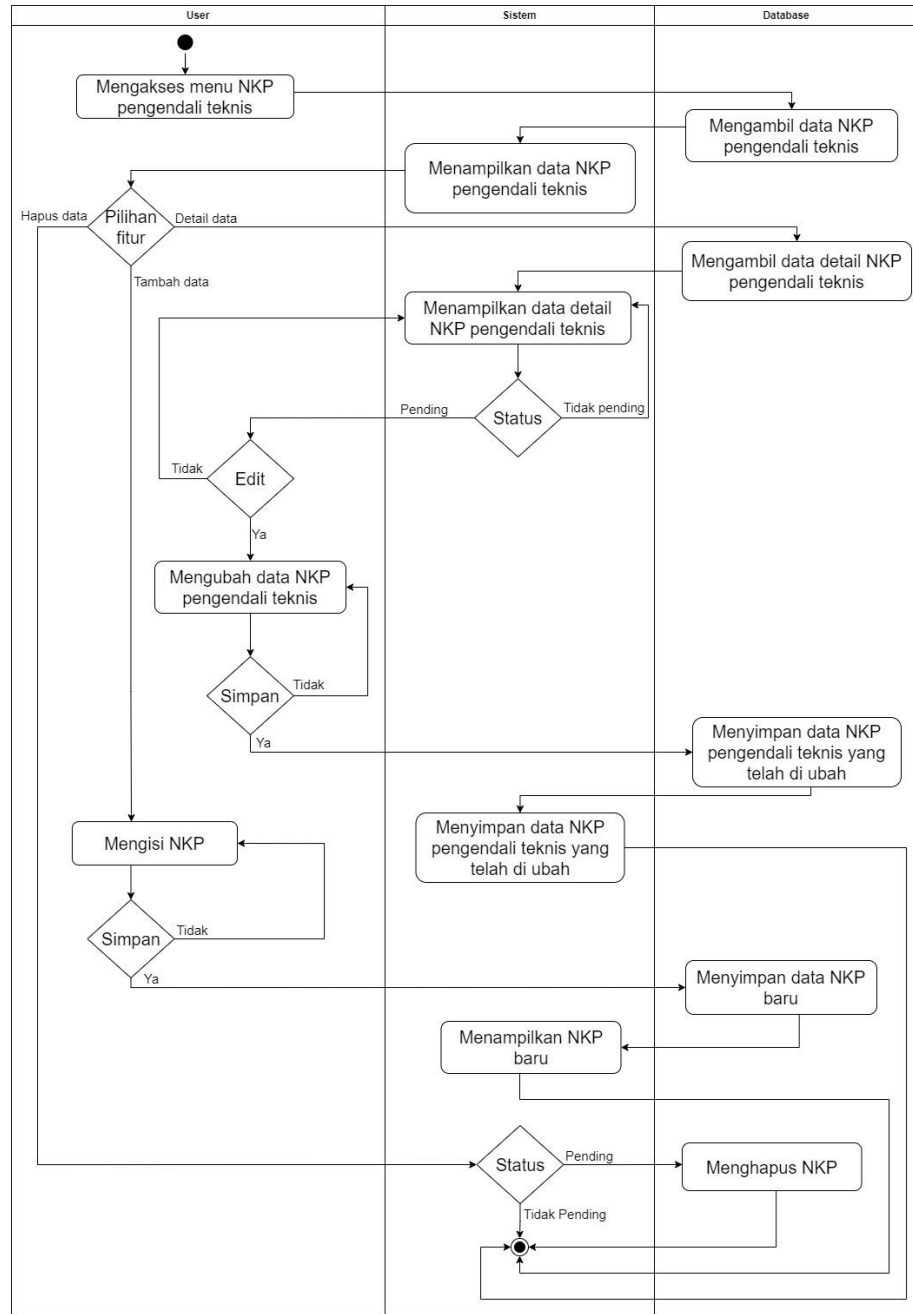 User
Sistem
Database
Mengakses menu NKP
pengendali teknis
Mengambil data NKP
pengendali teknis
Menampilkan data NKP
pengendali teknis
Hapus data
Pilihan
fitur
Detail data
Tambah data
Mengambil data detail NKP
pengendali teknis
Menampilkan data detail
NKP pengendali teknis
Pending
Status
Tidak pending
Tidak
Edit
Ya
Mengubah data NKP
pengendali teknis
Simpan
Tidak
Ya
Menyimpan data NKP
pengendali teknis yang
telah di ubah
Menyimpan data NKP
pengendali teknis yang
telah di ubah
Mengisi NKP
Simpan
Tidak
Ya
Menyimpan data NKP
baru
Menampilkan NKP
baru
Status
Pending
Menghapus NKP
Tidak Pending